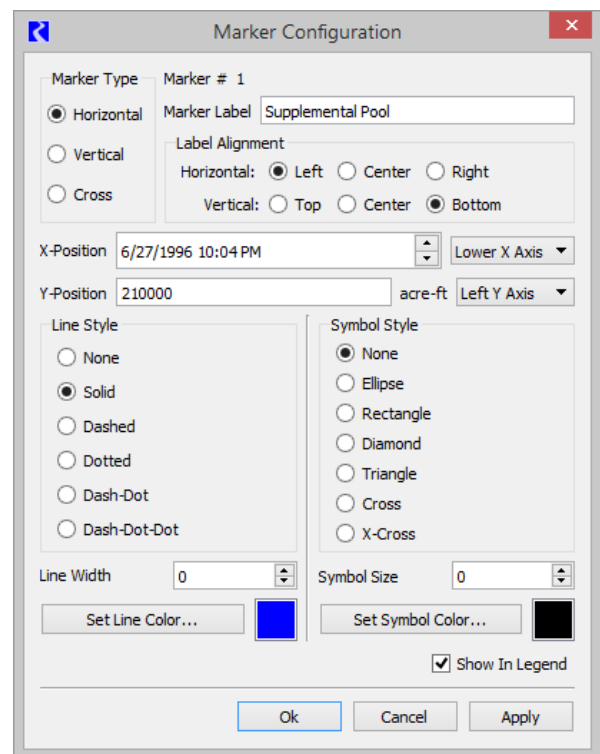 Marker Configuration
Marker Type
Horizontal
Vertical
Cross
Marker # 1
Marker Label Supplemental Pool
Label Alignment
Horizontal: Left Center Right
Vertical: Top Center Bottom
X-Position 6/27/1996 10:04 PM Lower X Axis
Y-Position 210000 acre-ft Left Y Axis
Line Style
None
Solid
Dashed
Dotted
Dash-Dot
Dash-Dot-Dot
Symbol Style
None
Ellipse
Rectangle
Diamond
Triangle
Cross
X-Cross
Line Width 0
Set Line Color...
Symbol Size 0
Set Symbol Color...
Show In Legend
Ok Cancel Apply